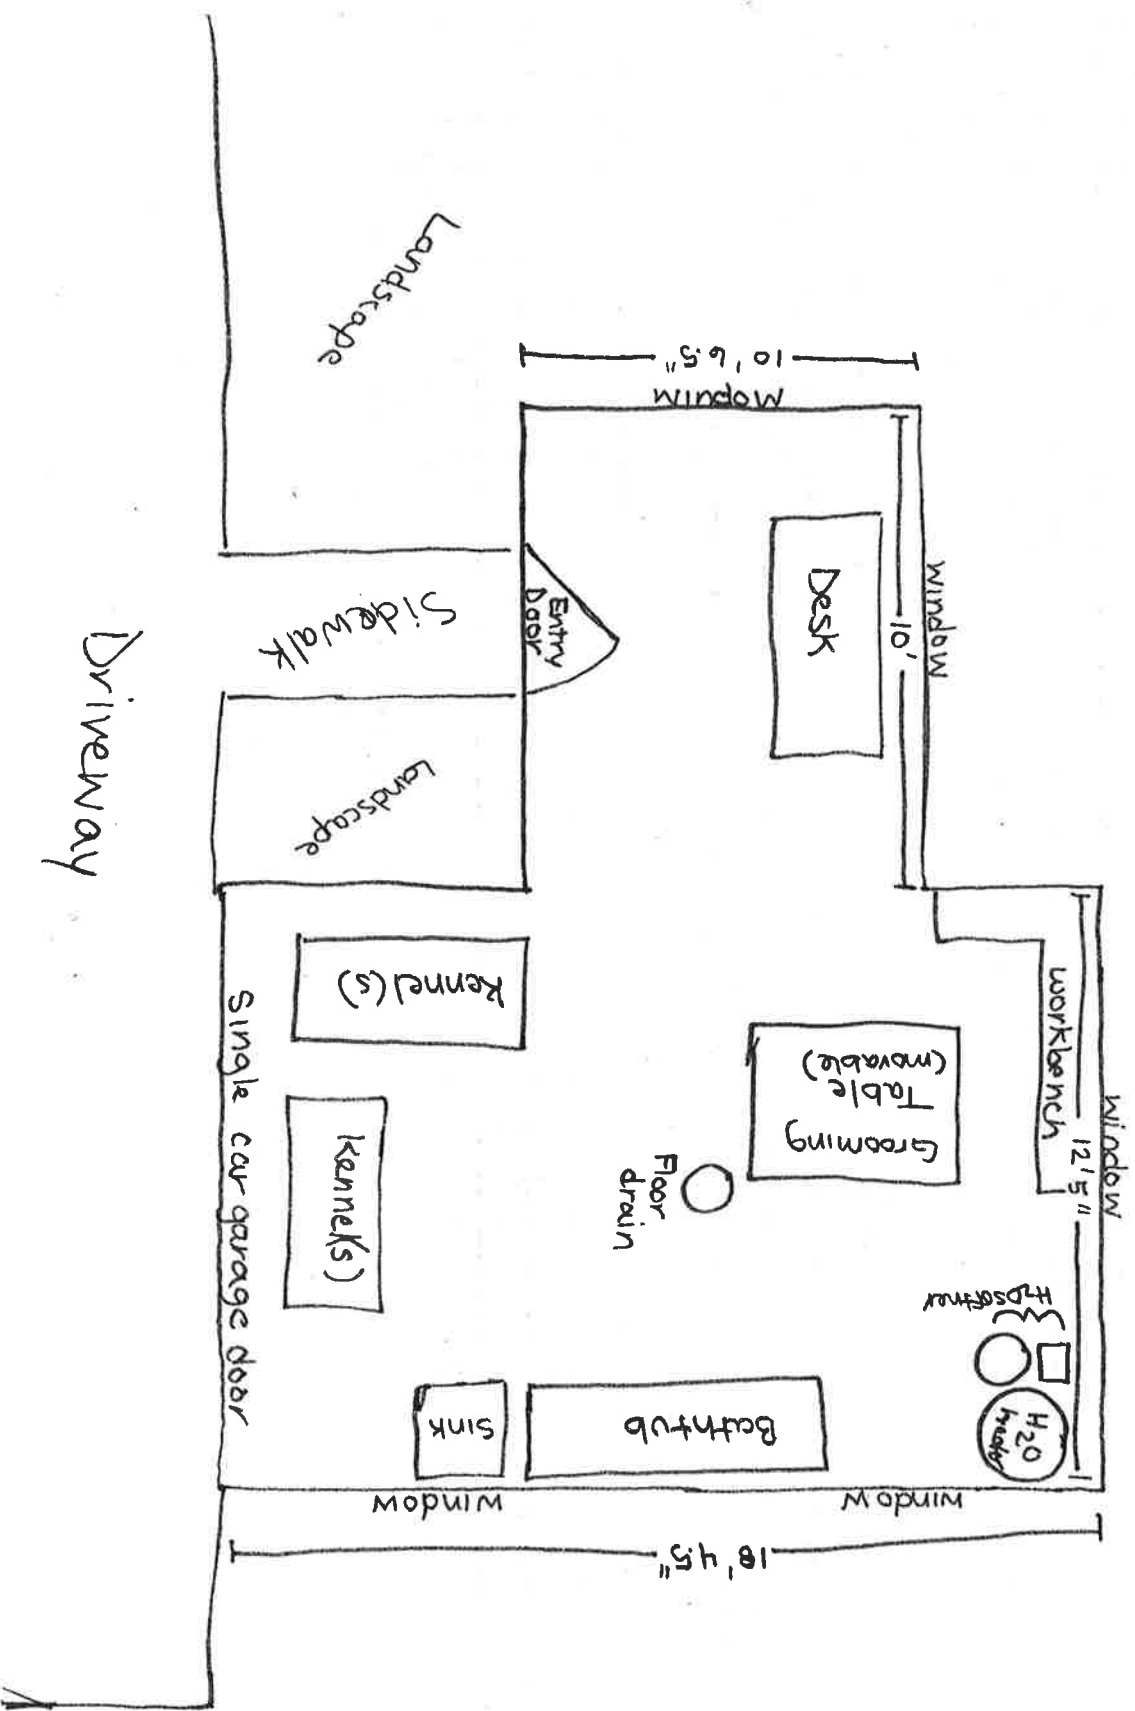 Landscape
10' 6.5"
Window
Window
10'
Desk
Entry
Door
Sidewalk
Landscape
Driveway
Kennel(s)
Kennel(s)
Single car garage door
Grooming
Table
(movable)
Floor
drain
workbench
Window
12' 5"
H2O softner
H2O
heater
Sink
Bathtub
Window
Window
18' 4.5"